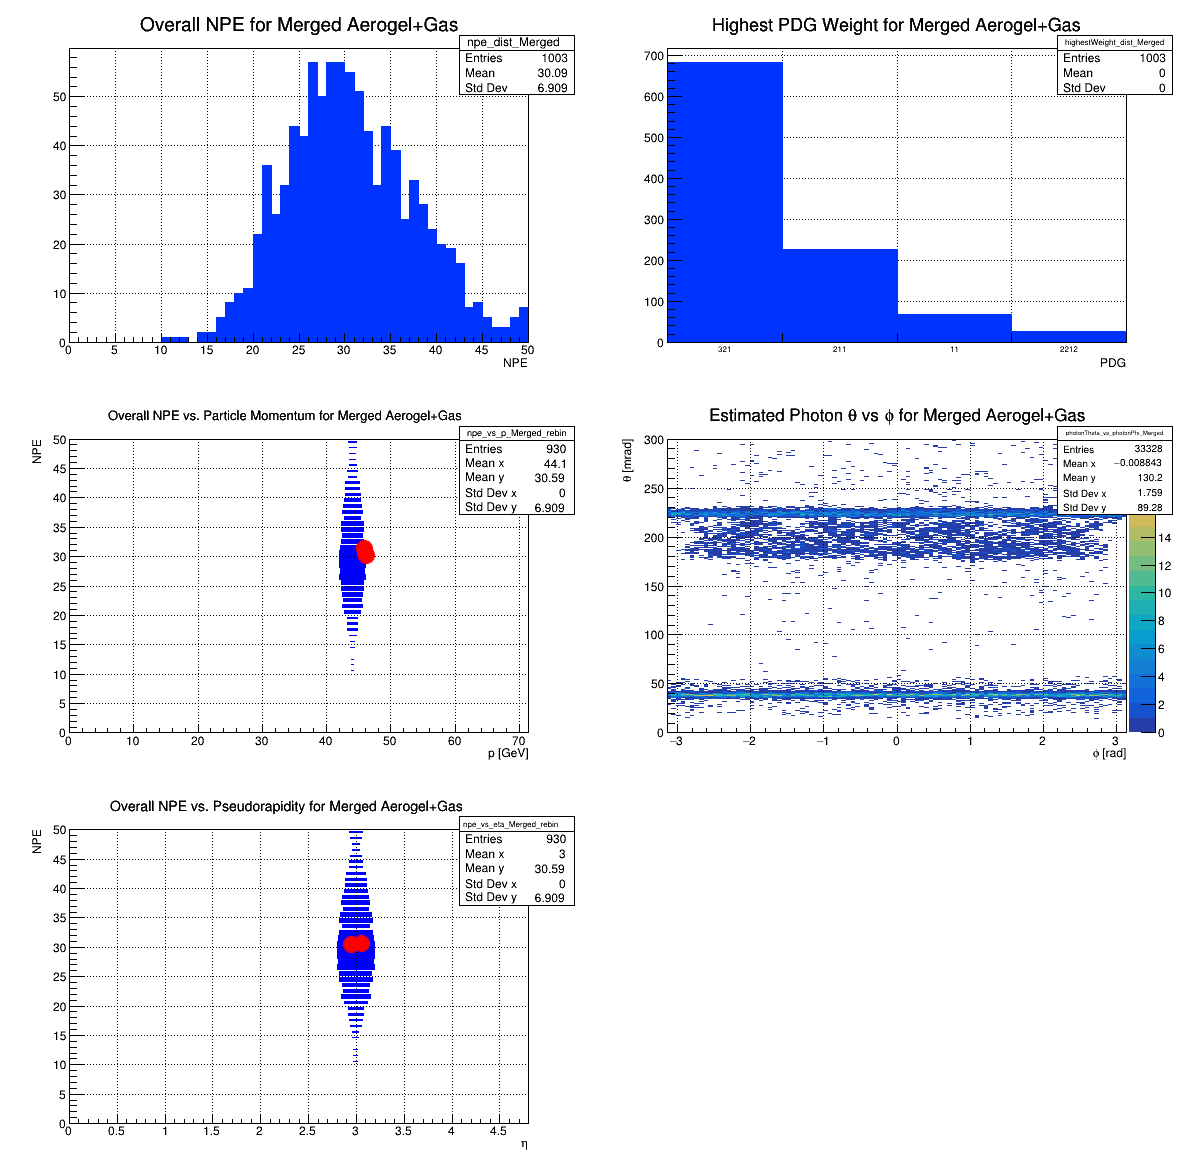 Overall NPE for Merged Aerogel+Gas
npe_dist_Merged
Entries 1003
Mean 30.09
Std Dev 6.909
50
40
30
20
10
0
0 5 10 15 20 25 30 35 40 45 50
NPE
Highest PDG Weight for Merged Aerogel+Gas
highestWeight_dist_Merged
Entries 1003
Mean 0
Std Dev 0
700
600
500
400
300
200
100
0
321 211 11 2212
PDG
Overall NPE vs. Particle Momentum for Merged Aerogel+Gas
npe_vs_p_Merged_rebin
Entries 930
Mean x 44.1
Mean y 30.59
Std Dev x 0
Std Dev y 6.909
NPE
50
45
40
35
30
25
20
15
10
5
0
0 10 20 30 40 50 60 70
p [GeV]
Estimated Photon θ vs ϕ for Merged Aerogel+Gas
photonTheta_vs_photonPhi_Merged
Entries 33328
Mean x −0.008843
Mean y 130.2
Std Dev x 1.759
Std Dev y 89.28
θ [mrad]
300
250
200
150
100
50
0
−3 −2 −1 0 1 2 3
ϕ [rad]
14
12
10
8
6
4
2
0
Overall NPE vs. Pseudorapidity for Merged Aerogel+Gas
npe_vs_eta_Merged_rebin
Entries 930
Mean x 3
Mean y 30.59
Std Dev x 0
Std Dev y 6.909
NPE
50
45
40
35
30
25
20
15
10
5
0
0 0.5 1 1.5 2 2.5 3 3.5 4 4.5
η